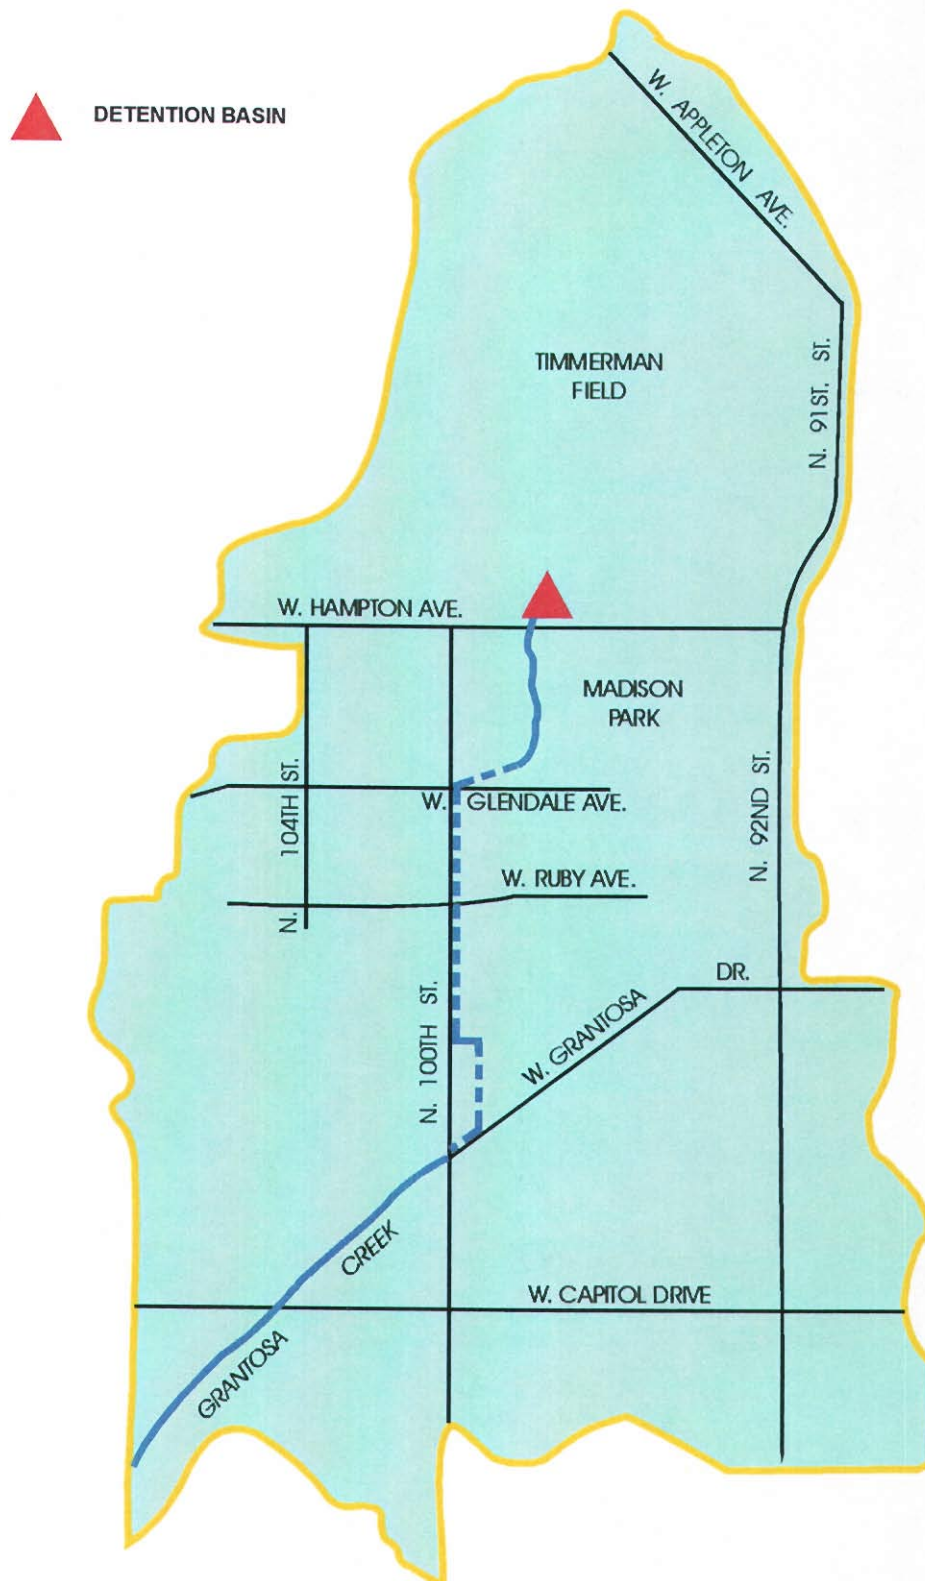 DETENTION BASIN
W. APPLETON AVE.
TIMMERMAN
FIELD
N. 91ST. ST.
W. HAMPTON AVE.
MADISON
PARK
N. 104TH ST.
W. GLENDALE AVE.
N. 92ND ST.
W. RUBY AVE.
W. GRANTOSA DR.
N. 100TH ST.
GRANTOSA CREEK
W. CAPITOL DRIVE